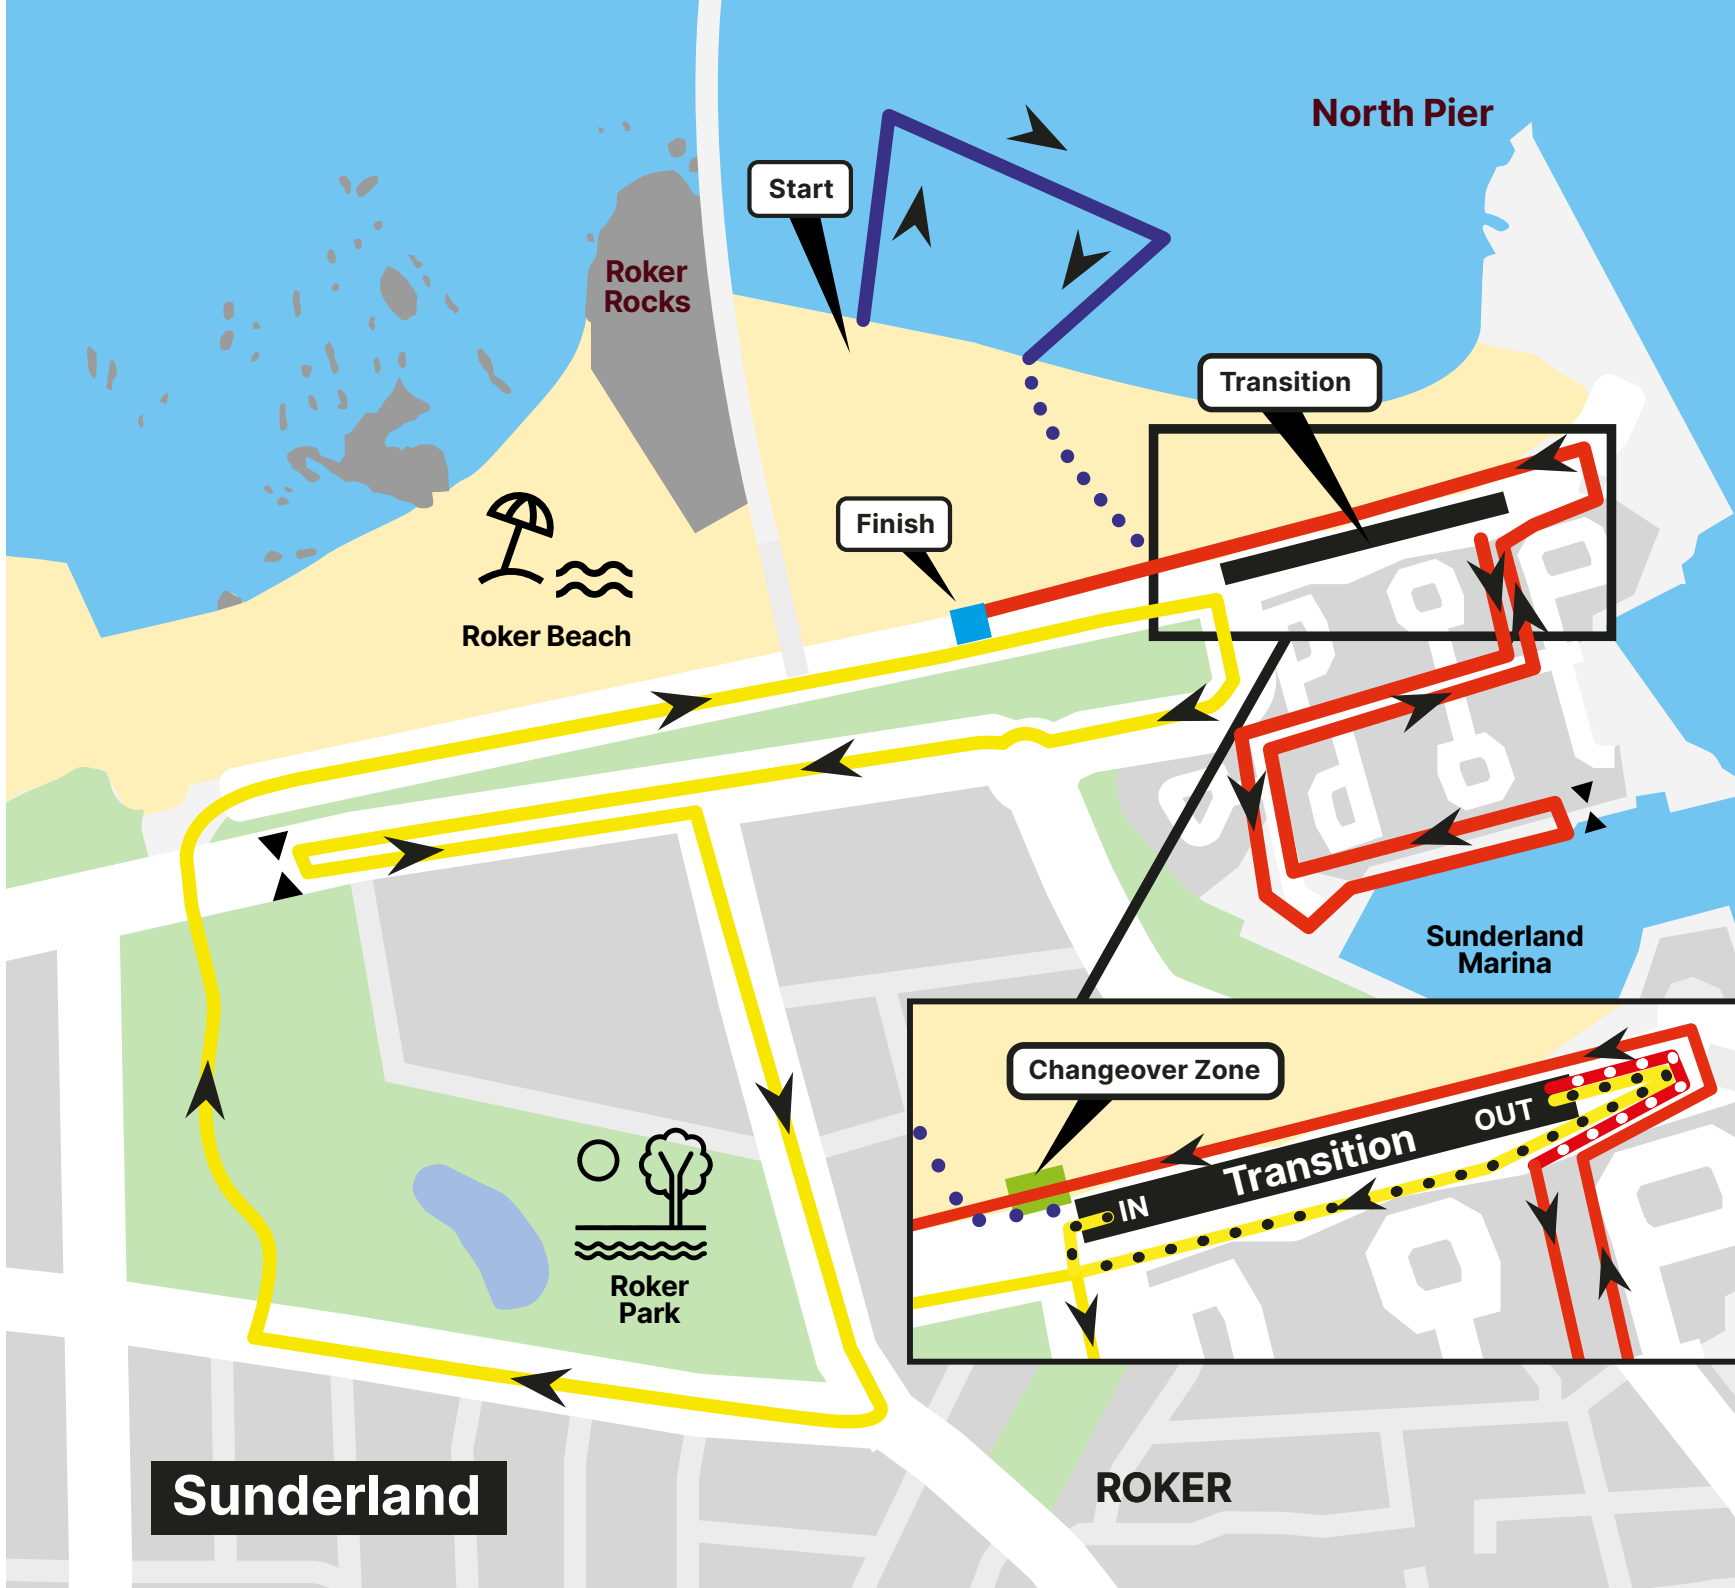 North Pier
Start
Roker
Rocks
Transition
Finish
Roker Beach
Sunderland
Marina
Changeover Zone
OUT
Transition
IN
Roker
Park
Sunderland
ROKER